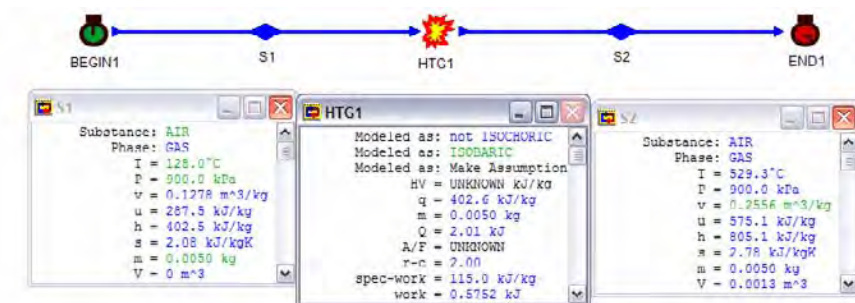 BEGIN1
S1
HTG1
S2
END1
S1
Substance: AIR
Phase: GAS
T = 128.0°C
P = 900.0 kPa
v = 0.1278 m^3/kg
u = 287.5 kJ/kg
h = 402.5 kJ/kg
s = 2.08 kJ/kgK
m = 0.0050 kg
V = 0 m^3
HTG1
Modeled as: not ISOCHORIC
Modeled as: ISOBARIC
Modeled as: Make Assumption
HV = UNKNOWN kJ/kg
q = 402.6 kJ/kg
m = 0.0050 kg
Q = 2.01 kJ
A/F = UNKNOWN
r-c = 2.00
spec-work = 115.0 kJ/kg
work = 0.5752 kJ
S2
Substance: AIR
Phase: GAS
T = 529.3°C
P = 900.0 kPa
v = 0.2556 m^3/kg
u = 575.1 kJ/kg
h = 805.1 kJ/kg
s = 2.78 kJ/kgK
m = 0.0050 kg
V = 0.0013 m^3